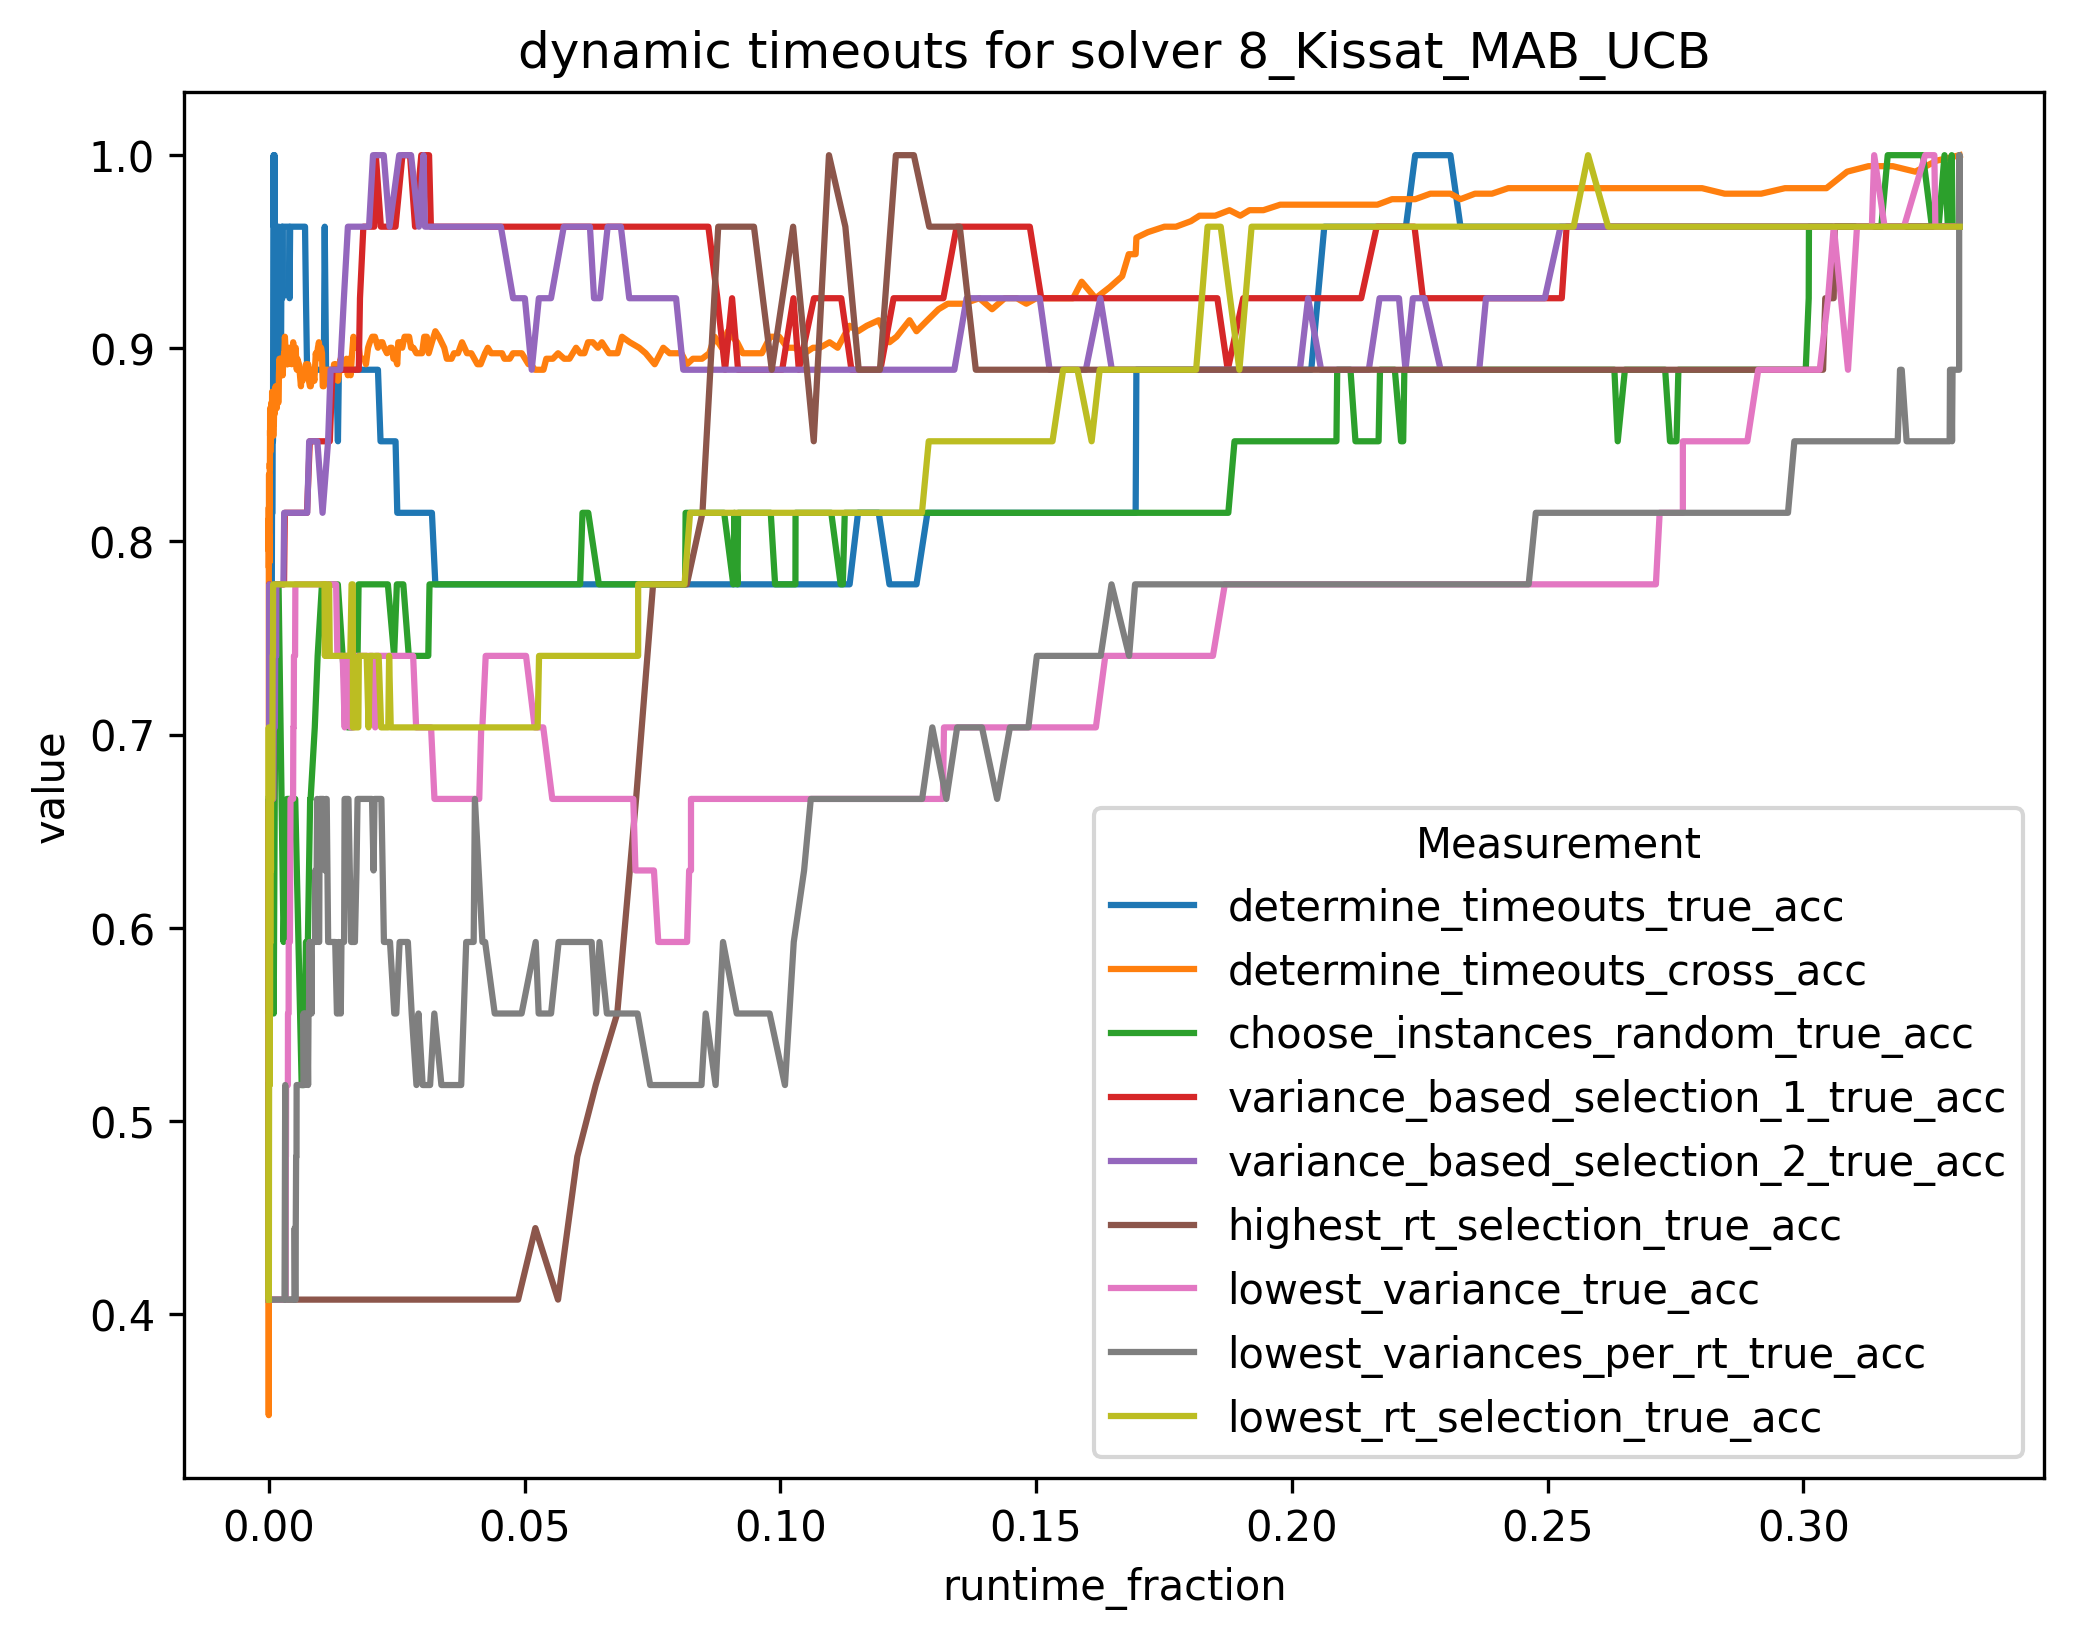 dynamic timeouts for solver 8_Kissat_MAB_UCB
1.0
0.9
0.8
0.7
0.6
0.5
0.4
value
0.00 0.05 0.10 0.15 0.20 0.25 0.30
runtime_fraction
Measurement
determine_timeouts_true_acc
determine_timeouts_cross_acc
choose_instances_random_true_acc
variance_based_selection_1_true_acc
variance_based_selection_2_true_acc
highest_rt_selection_true_acc
lowest_variance_true_acc
lowest_variances_per_rt_true_acc
lowest_rt_selection_true_acc